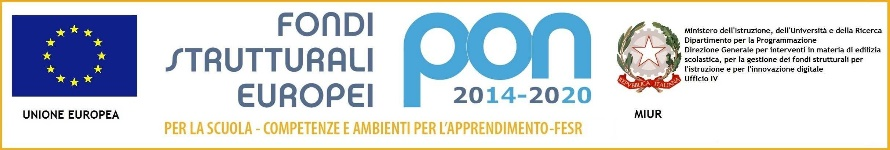 UNIONE EUROPEA
FONDI
STRUTTURALI
EUROPEI
pon
2014-2020
PER LA SCUOLA - COMPETENZE E AMBIENTI PER L'APPRENDIMENTO-FESR
REPVBBLICA ITALIANA
MIUR
Ministero dell'Istruzione, dell'Università e della Ricerca
Dipartimento per la Programmazione
Direzione Generale per interventi in materia di edilizia
scolastica, per la gestione dei fondi strutturali per
l'istruzione e per l'innovazione digitale
Ufficio IV